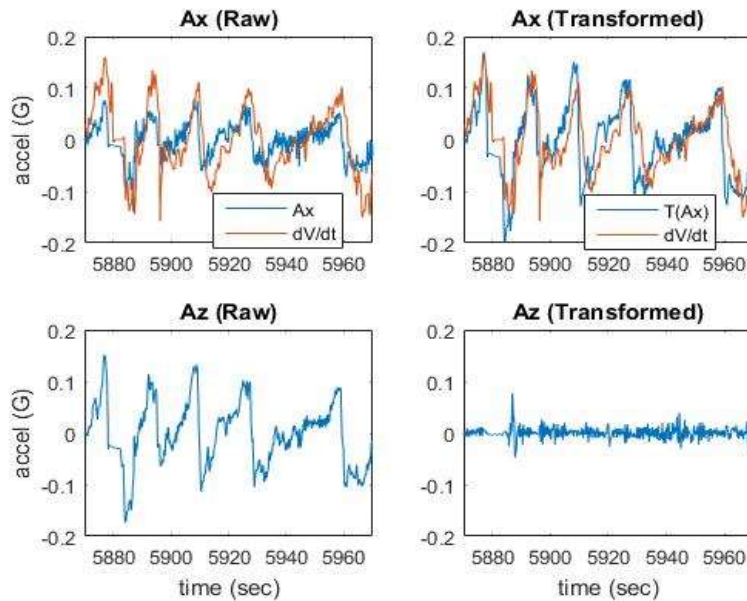 Ax (Raw)
0.2
0.1
0
-0.1
-0.2
accel (G)
Ax
dV/dt
5880 5900 5920 5940 5960
Ax (Transformed)
0.2
0.1
0
-0.1
-0.2
T(Ax)
dV/dt
5880 5900 5920 5940 5960
Az (Raw)
0.2
0.1
0
-0.1
-0.2
accel (G)
5880 5900 5920 5940 5960
time (sec)
Az (Transformed)
0.2
0.1
0
-0.1
-0.2
5880 5900 5920 5940 5960
time (sec)